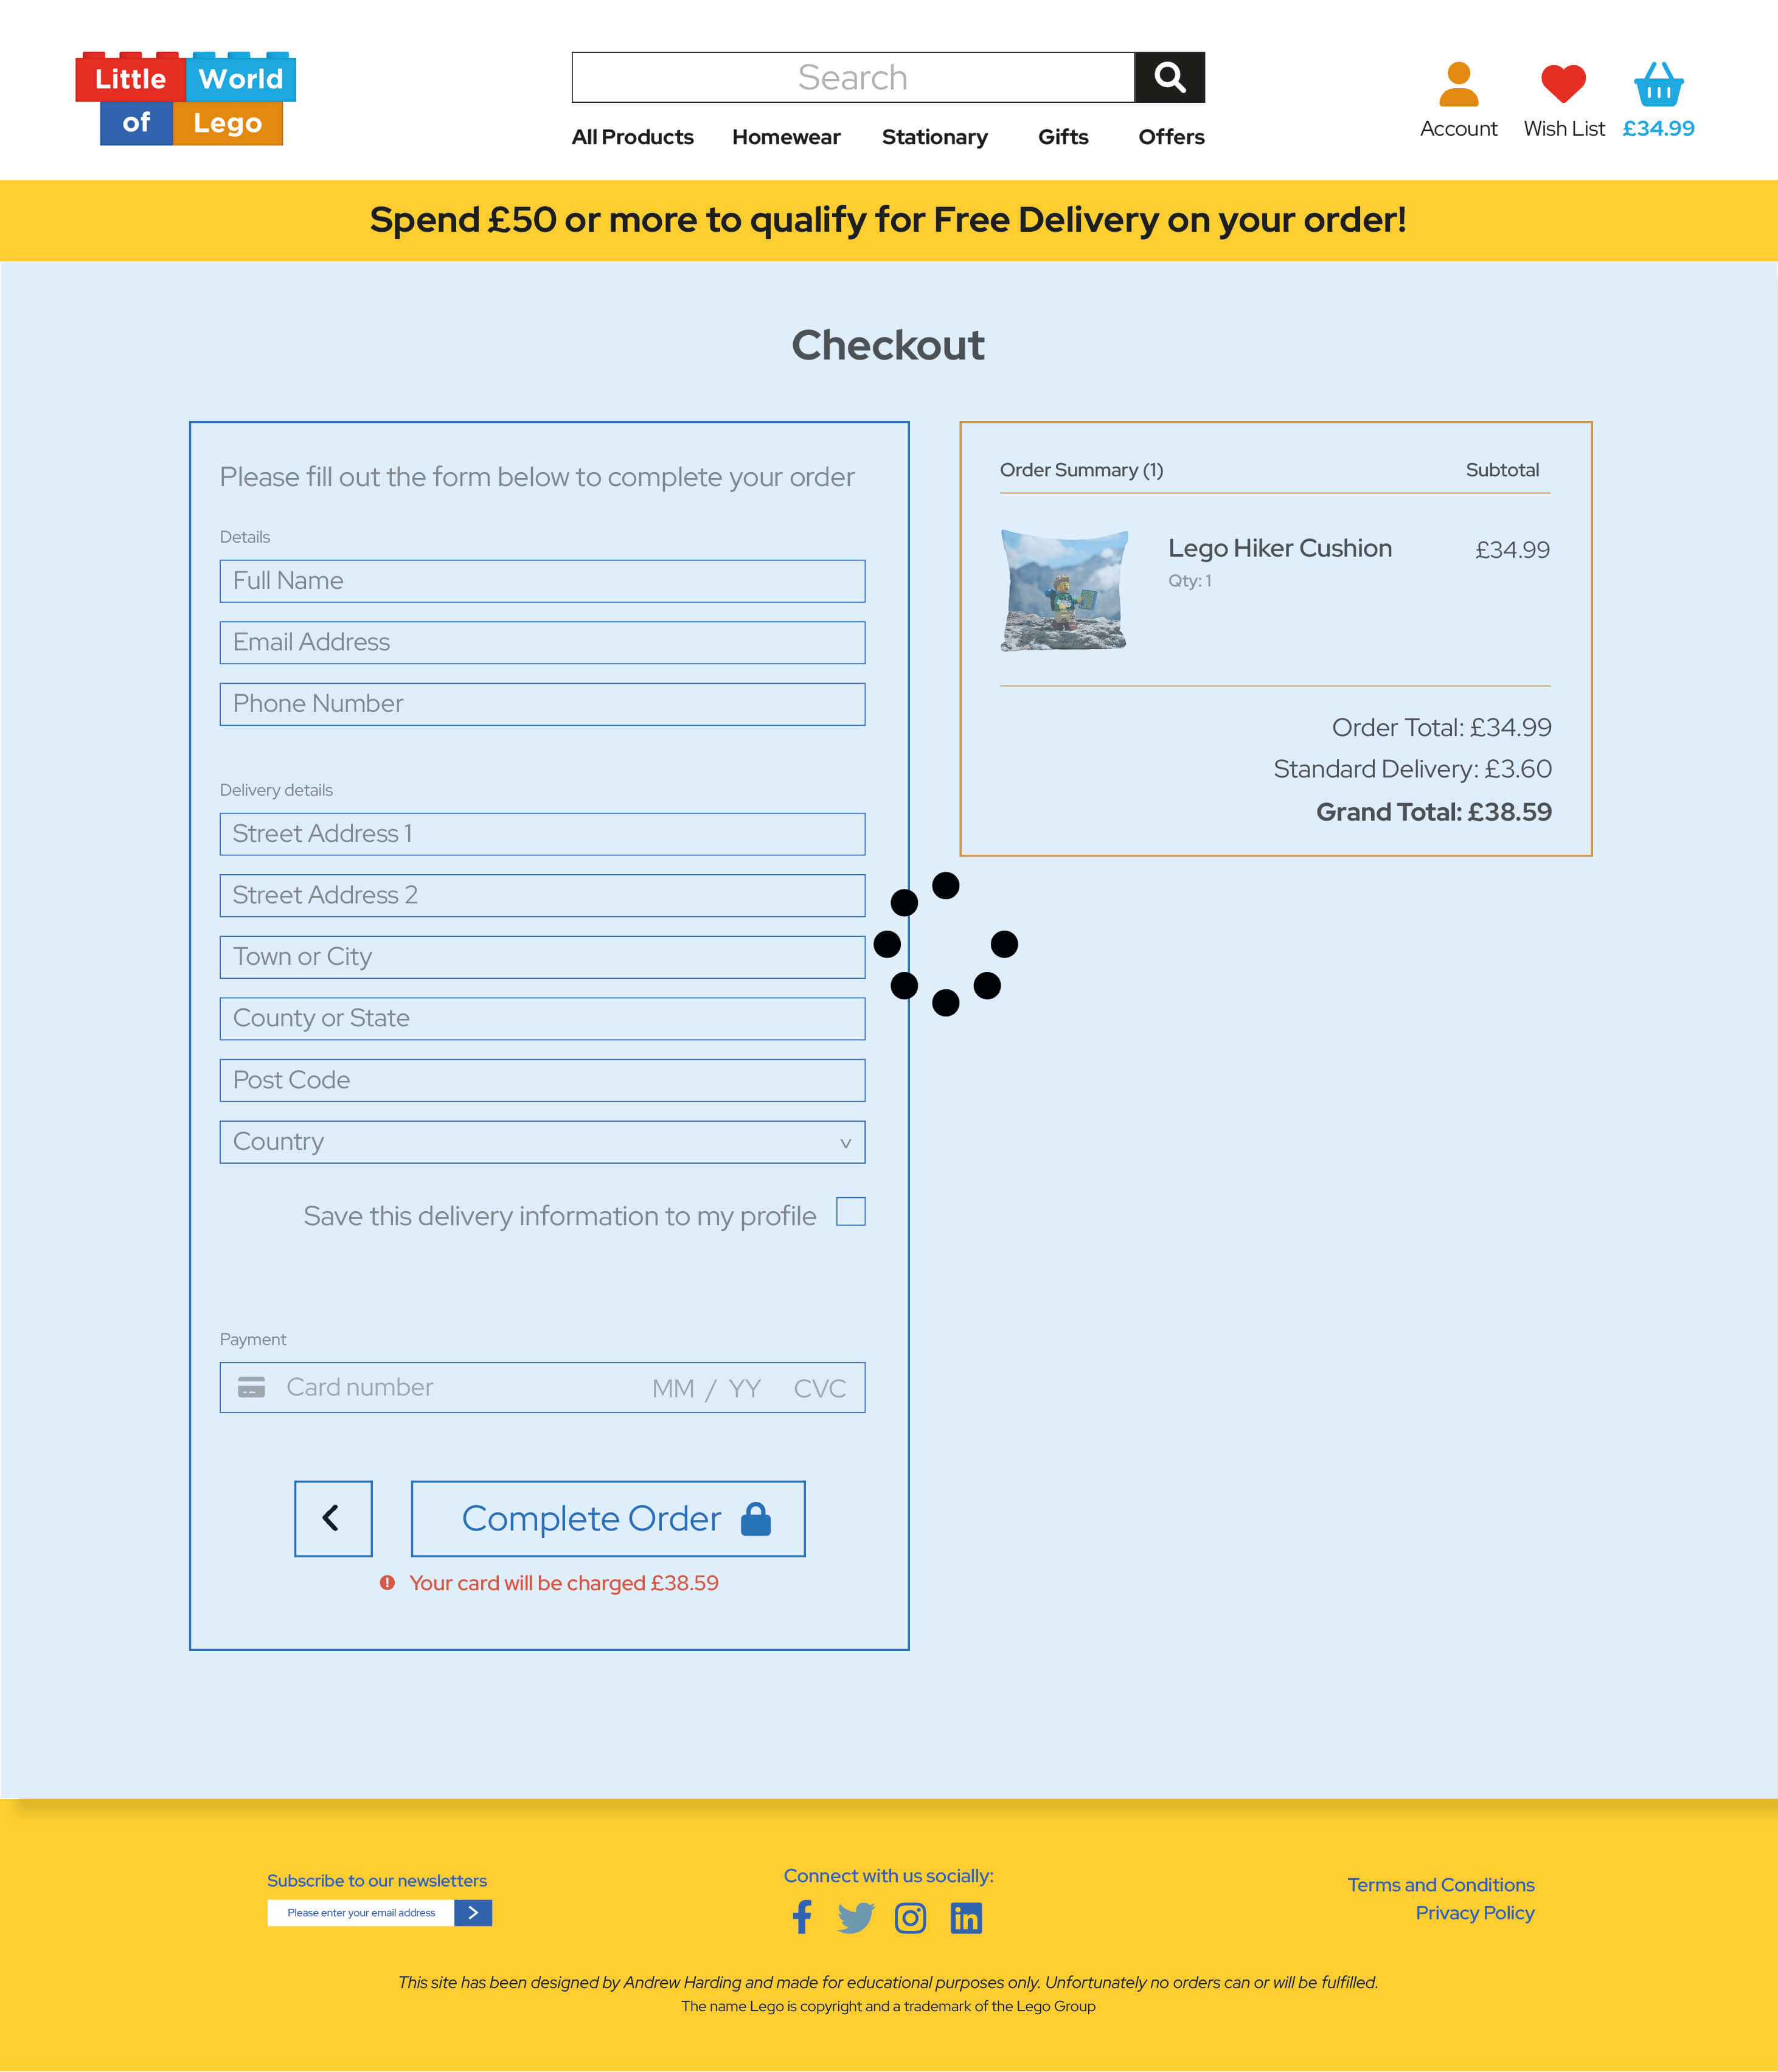 Little World
of Lego
Search
All Products Homewear Stationary Gifts Offers
Account Wish List £34.99
Spend £50 or more to qualify for Free Delivery on your order!
Checkout
Please fill out the form below to complete your order
Details
Full Name
Email Address
Phone Number
Delivery details
Street Address 1
Street Address 2
Town or City
County or State
Post Code
Country
Save this delivery information to my profile
Payment
Card number MM / YY CVC
Complete Order
Your card will be charged £38.59
Order Summary (1) Subtotal
Lego Hiker Cushion £34.99
Qty: 1
Order Total: £34.99
Standard Delivery: £3.60
Grand Total: £38.59
Subscribe to our newsletters
Please enter your email address
Connect with us socially:
Terms and Conditions
Privacy Policy
This site has been designed by Andrew Harding and made for educational purposes only. Unfortunately no orders can or will be fulfilled.
The name Lego is copyright and a trademark of the Lego Group